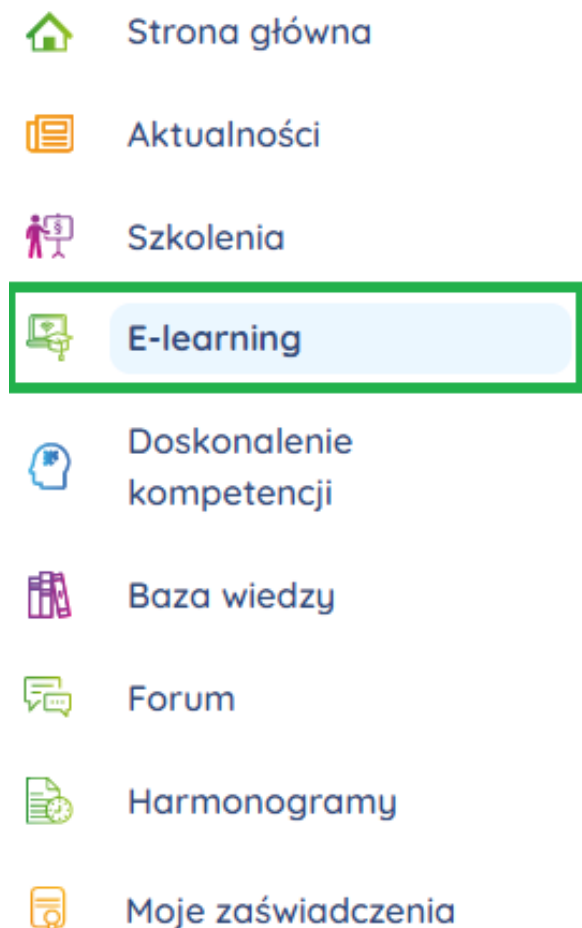 Strona główna
Aktualności
Szkolenia
E-learning
Doskonalenie
kompetencji
Baza wiedzy
Forum
Harmonogramy
Moje zaświadczenia